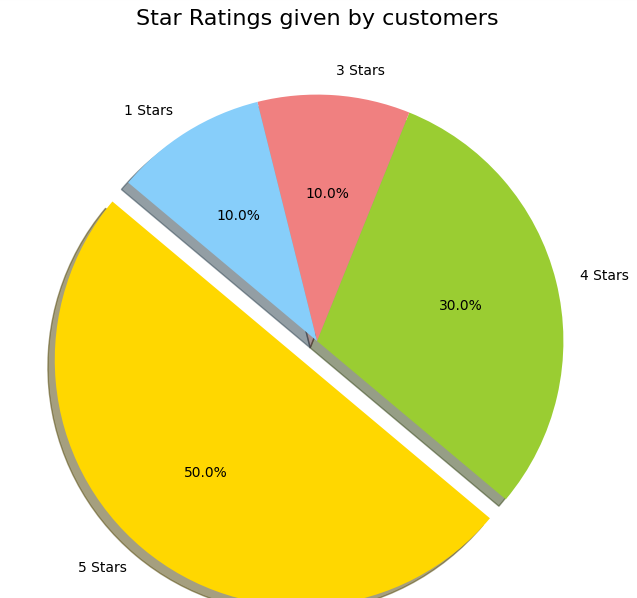 Star Ratings given by customers
3 Stars
1 Stars
10.0%
10.0%
4 Stars
30.0%
50.0%
5 Stars